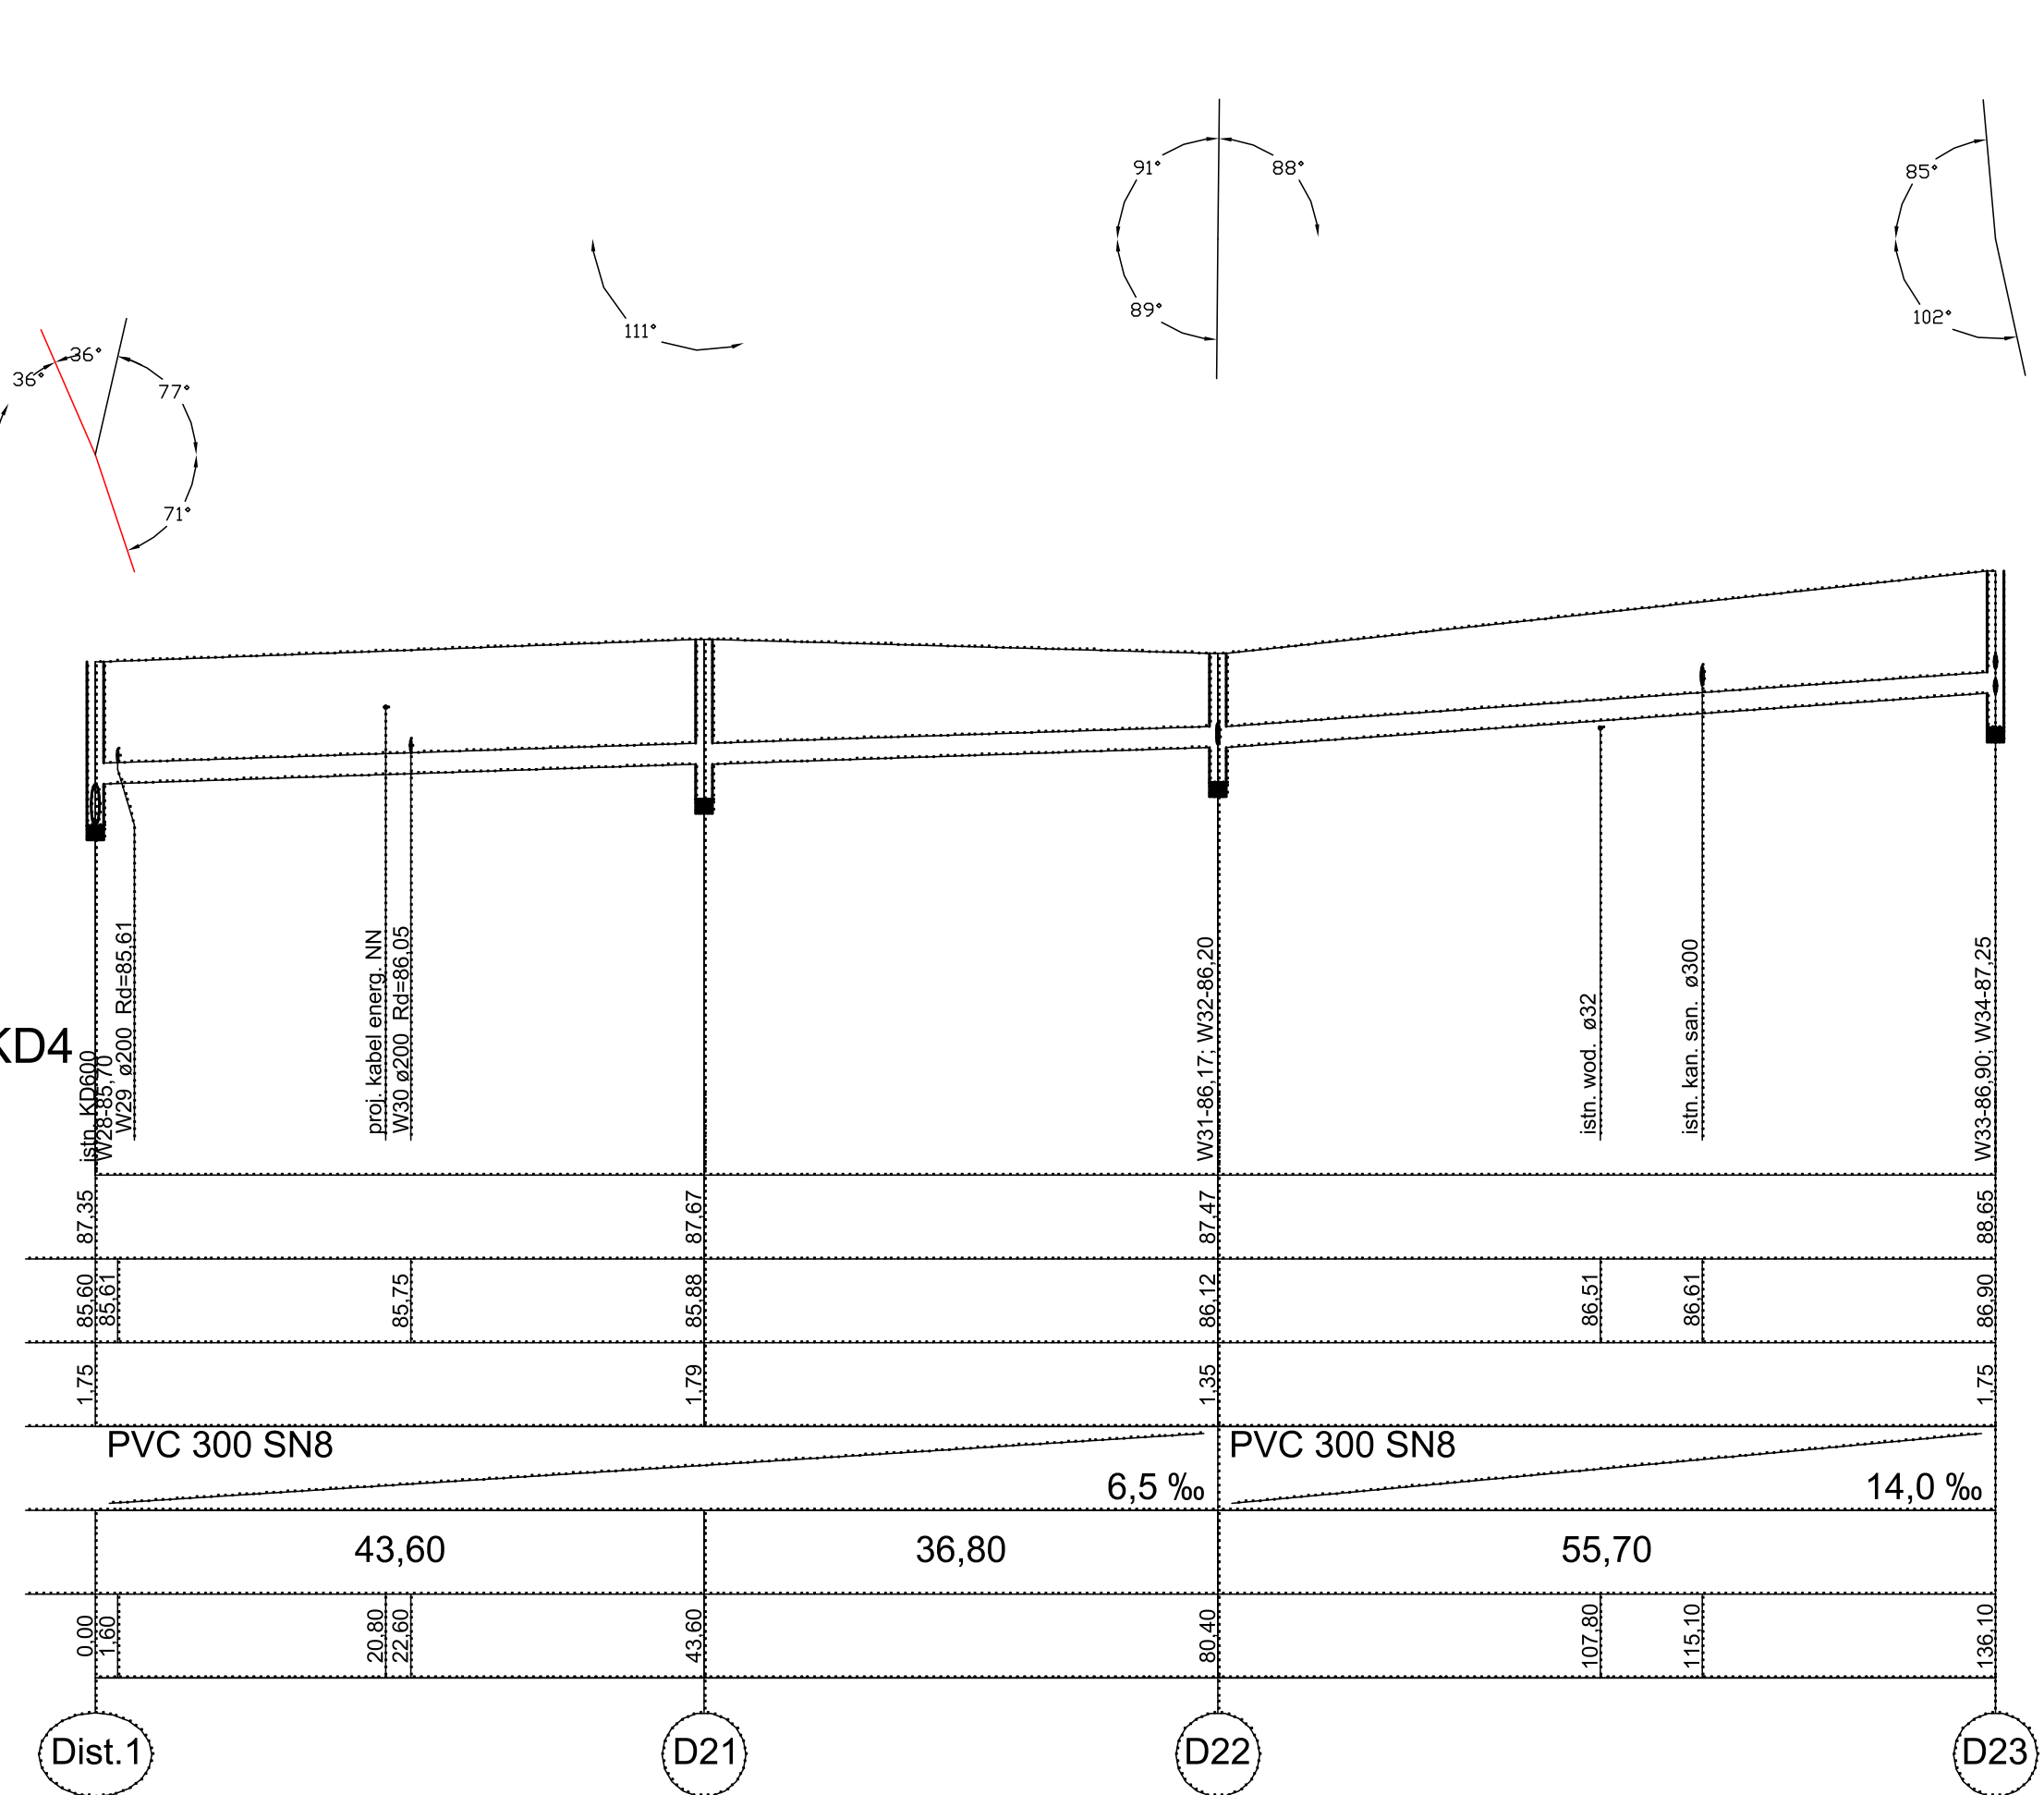 91°
88°
85°
89°
102°
111°
36°
36°
77°
71°
KD4
istn. KD600
W28-85,70
W29 ø200 Rd=85,61
proj. kabel energ. NN
W30 ø200 Rd=86,05
W31-86,17; W32-86,20
istn. wod. ø32
istn. kan. san. ø300
W33-86,90; W34-87,25
87,35
87,67
87,47
88,65
85,60
85,61
85,75
85,88
86,12
86,51
86,61
86,90
1,75
1,79
1,35
1,75
PVC 300 SN8
PVC 300 SN8
6,5 ‰
14,0 ‰
43,60
36,80
55,70
0,00
1,60
20,80
22,60
43,60
80,40
107,80
115,10
136,10
Dist.1
D21
D22
D23